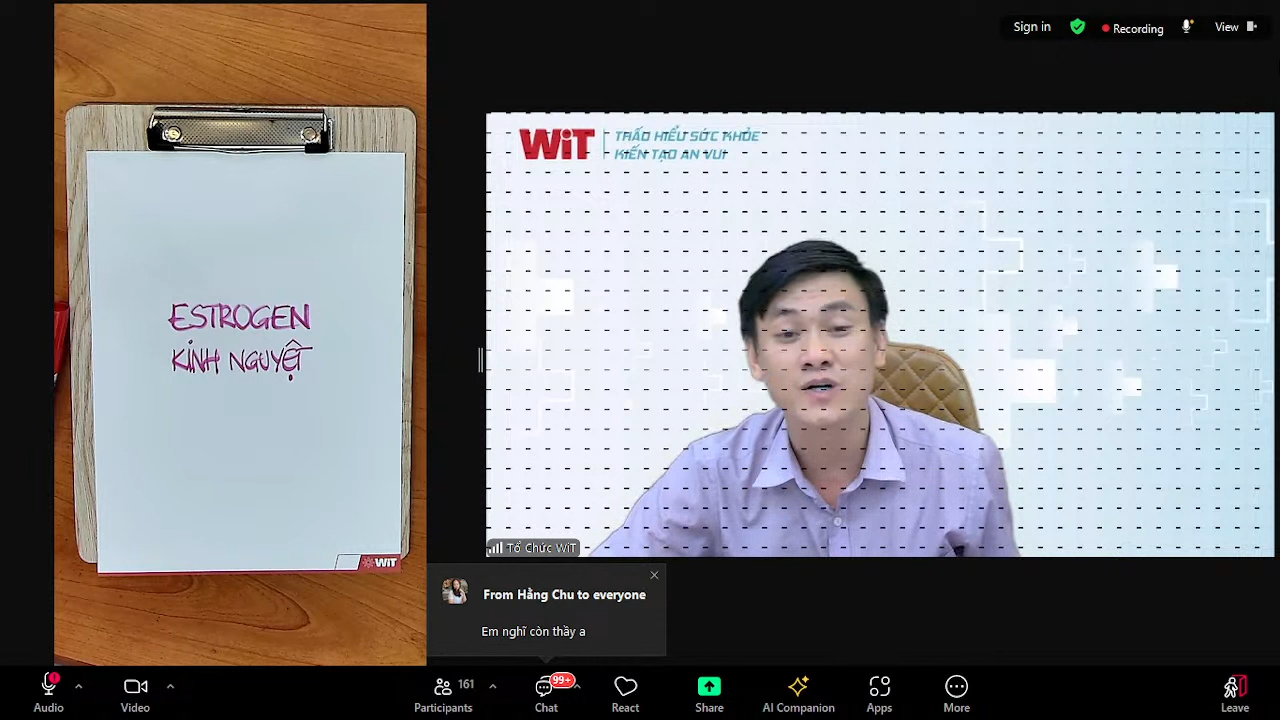 Sign in
Recording
View
WiT
THẤU HIỂU SỨC KHỎE
KIẾN TẠO AN VUI
ESTROGEN
KINH NGUYỆT
WiT
Tổ Chức WiT
From Hằng Chu to everyone
Em nghĩ còn thầy a
Audio
Video
161
Participants
99+
Chat
React
Share
AI Companion
Apps
More
Leave